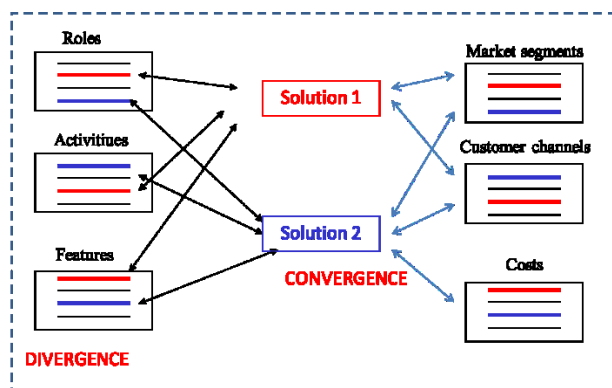 Roles
Market segments
Solution 1
Activitiues
Customer channels
Solution 2
Features
CONVERGENCE
Costs
DIVERGENCE